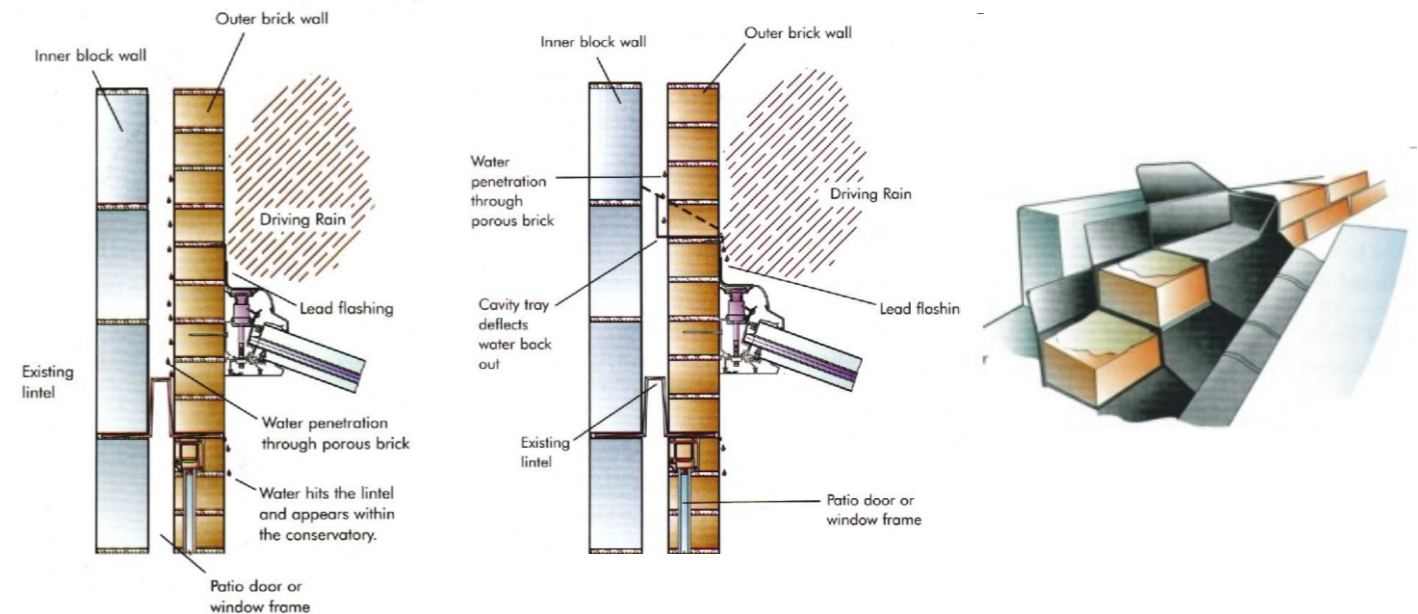 Outer brick wall
Inner block wall
Driving Rain
Lead flashing
Existing
lintel
Water penetration
through porous brick
Water hits the lintel
and appears within
the conservatory.
Patio door or
window frame
Outer brick wall
Inner block wall
Water
penetration
through
porous brick
Driving Rain
Cavity tray
deflects
water back
out
Lead flashin
Existing
lintel
Patio door or
window frame
r